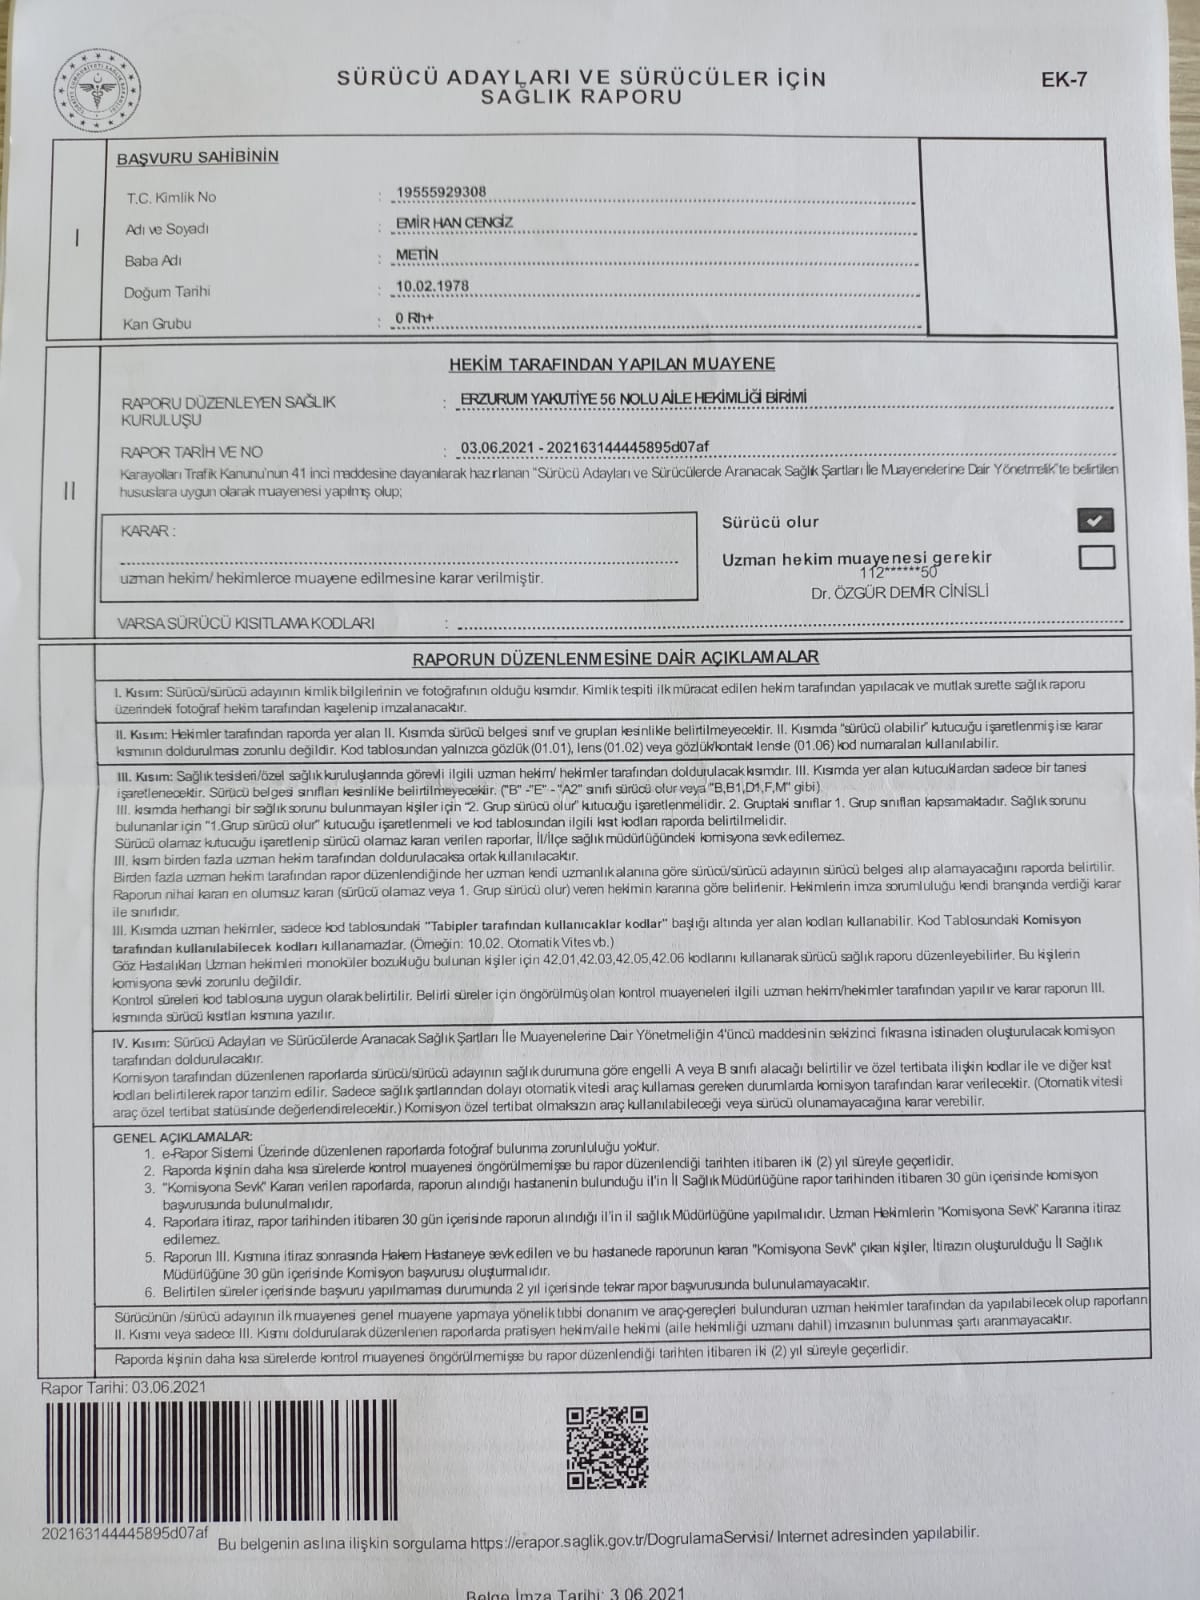 SÜRÜCÜ ADAYLARI VE SÜRÜCÜLER İÇİN
SAĞLIK RAPORU
EK-7
I
BAŞVURU SAHİBİNİN
T.C. Kimlik No : 19555929308
Adı ve Soyadı : EMİR HAN CENGİZ
Baba Adı : METİN
Doğum Tarihi : 10.02.1978
Kan Grubu : 0 Rh+
II
HEKİM TARAFINDAN YAPILAN MUAYENE
RAPORU DÜZENLEYEN SAĞLIK
KURULUŞU : ERZURUM YAKUTİYE 56 NOLU AİLE HEKİMLİĞİ BİRİMİ
RAPOR TARİH VE NO : 03.06.2021 - 202163144445895d07af
Karayolları Trafik Kanunu'nun 41 inci maddesine dayanılarak hazırlanan "Sürücü Adayları ve Sürücülerde Aranacak Sağlık Şartları İle Muayenelerine Dair Yönetmelik"te belirtilen
hususlara uygun olarak muayenesi yapılmış olup;
KARAR :
uzman hekim/ hekimlerce muayene edilmesine karar verilmiştir.
Sürücü olur
Uzman hekim muayenesi gerekir
112******50
Dr. ÖZGÜR DEMİR CİNİSLİ
VARSA SÜRÜCÜ KISITLAMA KODLARI :
RAPORUN DÜZENLENMESİNE DAİR AÇIKLAMALAR
I. Kısım: Sürücü/sürücü adayının kimlik bilgilerinin ve fotoğrafının olduğu kısımdır. Kimlik tespiti ilk müracat edilen hekim tarafından yapılacak ve mutlak surette sağlık raporu
üzerindeki fotoğraf hekim tarafından kaşelenip imzalanacaktır.
II. Kısım: Hekimler tarafından raporda yer alan II. Kısımda sürücü belgesi sınıf ve grupları kesinlikle belirtilmeyecektir. II. Kısımda "sürücü olabilir" kutucuğu işaretlenmiş ise karar
kısmının doldurulması zorunlu değildir. Kod tablosundan yalnızca gözlük (01.01), lens (01.02) veya gözlük/kontakt lensle (01.06) kod numaraları kullanılabilir.
III. Kısım: Sağlık tesisleri/özel sağlık kuruluşlarında görevli ilgili uzman hekim/ hekimler tarafından doldurulacak kısımdır. III. Kısımda yer alan kutucuklardan sadece bir tanesi
işaretlenecektir. Sürücü belgesi sınıfları kesinlikle belirtilmeyecektir. ("B" -"E" - "A2" sınıfı sürücü olur veya "B,B1,D1,F,M" gibi)
III. kısımda herhangi bir sağlık sorunu bulunmayan kişiler için "2. Grup sürücü olur" kutucuğu işaretlenmelidir. 2. Gruptaki sınıflar 1. Grup sınıfları kapsamaktadır. Sağlık sorunu
bulunanlar için "1.Grup sürücü olur" kutucuğu işaretlenmeli ve kod tablosundan ilgili kısıt kodları raporda belirtilmelidir.
Sürücü olamaz kutucuğu işaretlenip sürücü olamaz kararı verilen raporlar, İl/İlçe sağlık müdürlüğündeki komisyona sevk edilemez.
III. kısım birden fazla uzman hekim tarafından doldurulacaksa ortak kullanılacaktır.
Birden fazla uzman hekim tarafından rapor düzenlendiğinde her uzman kendi uzmanlık alanına göre sürücü/sürücü adayının sürücü belgesi alıp alamayacağını raporda belirtilir.
Raporun nihai kararı en olumsuz kararı (sürücü olamaz veya 1. Grup sürücü olur) veren hekimin kararına göre belirlenir. Hekimlerin imza sorumluluğu kendi branşında verdiği karar
ile sınırlıdır.
III. Kısımda uzman hekimler, sadece kod tablosundaki "Tabipler tarafından kullanıcaklar kodlar" başlığı altında yer alan kodları kullanabilir. Kod Tablosundaki Komisyon
tarafından kullanılabilecek kodları kullanamazlar. (Örneğin: 10.02. Otomatik Vites vb.)
Göz Hastalıkları Uzman hekimleri monoküler bozukluğu bulunan kişiler için 42,01,42.03,42.05,42.06 kodlarını kullanarak sürücü sağlık raporu düzenleyebilirler. Bu kişilerin
komisyona sevki zorunlu değildir.
Kontrol süreleri kod tablosuna uygun olarak belirtilir. Belirli süreler için öngörülmüş olan kontrol muayeneleri ilgili uzman hekim/hekimler tarafından yapılır ve karar raporun III.
kısmında sürücü kısıtları kısmına yazılır.
IV. Kısım: Sürücü Adayları ve Sürücülerde Aranacak Sağlık Şartları İle Muayenelerine Dair Yönetmeliğin 4'üncü maddesinin sekizinci fıkrasına istinaden oluşturulacak komisyon
tarafından doldurulacaktır.
Komisyon tarafından düzenlenen raporlarda sürücü/sürücü adayının sağlık durumuna göre engelli A veya B sınıfı alacağı belirtilir ve özel tertibata ilişkin kodlar ile ve diğer kısıt
kodları belirtilerek rapor tanzim edilir. Sadece sağlık şartlarından dolayı otomatik vitesli araç kullaması gereken durumlarda komisyon tarafından karar verilecektir. (Otomatik vitesli
araç özel tertibat statüsünde değerlendirelecektir.) Komisyon özel tertibat olmaksızın araç kullanılabileceği veya sürücü olunamayacağına karar verebilir.
GENEL AÇIKLAMALAR:
1. e-Rapor Sistemi Üzerinde düzenlenen raporlarda fotoğraf bulunma zorunluluğu yoktur.
2. Raporda kişinin daha kısa sürelerde kontrol muayenesi öngörülmemişse bu rapor düzenlendiği tarihten itibaren iki (2) yıl süreyle geçerlidir.
3. "Komisyona Sevk" Kararı verilen raporlarda, raporun alındığı hastanenin bulunduğu il'in İl Sağlık Müdürlüğüne rapor tarihinden itibaren 30 gün içerisinde komisyon
başvurusunda bulunulmalıdır.
4. Raporlara itiraz, rapor tarihinden itibaren 30 gün içerisinde raporun alındığı il'in il sağlık Müdürlüğüne yapılmalıdır. Uzman Hekimlerin "Komisyona Sevk" Kararına itiraz
edilemez.
5. Raporun III. Kısmına itiraz sonrasında Hakem Hastaneye sevk edilen ve bu hastanede raporunun kararı "Komisyona Sevk" çıkan kişiler, İtirazın oluşturulduğu İl Sağlık
Müdürlüğüne 30 gün içerisinde Komisyon başvurusu oluşturmalıdır.
6. Belirtilen süreler içerisinde başvuru yapılmaması durumunda 2 yıl içerisinde tekrar rapor başvurusunda bulunulamayacaktır.
Sürücünün /sürücü adayının ilk muayenesi genel muayene yapmaya yönelik tıbbi donanım ve araç-gereçleri bulunduran uzman hekimler tarafından da yapılabilecek olup raporların
II. Kısmı veya sadece III. Kısmı doldurularak düzenlenen raporlarda pratisyen hekim/aile hekimi (aile hekimliği uzmanı dahil) imzasının bulunması şartı aranmayacaktır.
Raporda kişinin daha kısa sürelerde kontrol muayenesi öngörülmemişse bu rapor düzenlendiği tarihten itibaren iki (2) yıl süreyle geçerlidir.
Rapor Tarihi: 03.06.2021
202163144445895d07af
Bu belgenin aslına ilişkin sorgulama https://erapor.saglik.gov.tr/DogrulamaServisi/ Internet adresinden yapılabilir.
Belge İmza Tarihi: 3.06.2021